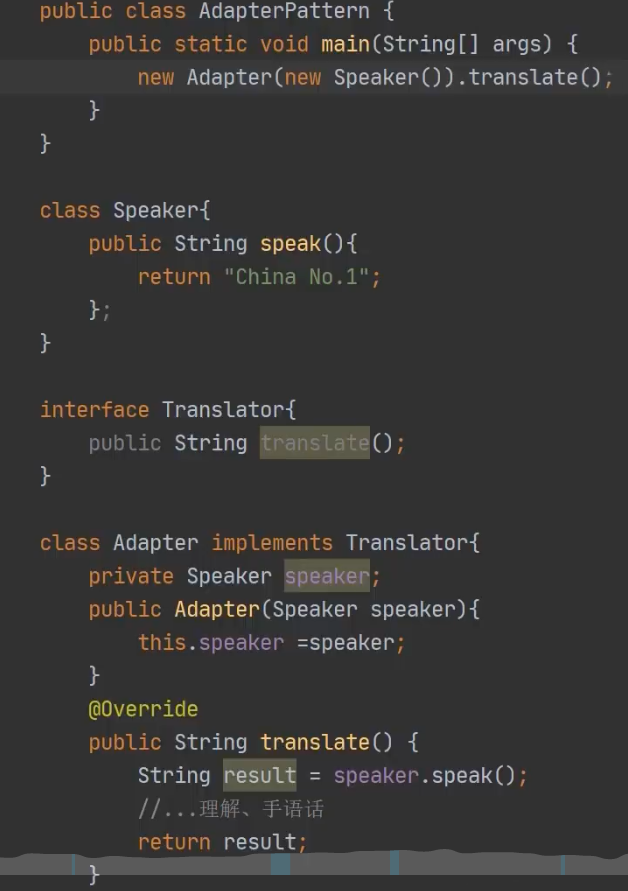 public class AdapterPattern {
public static void main(String[] args) {
new Adapter(new Speaker()).translate();
}
}
class Speaker{
public String speak(){
return "China No.1";
};
}
interface Translator{
public String translate();
}
class Adapter implements Translator{
private Speaker speaker;
public Adapter(Speaker speaker){
this.speaker =speaker;
}
@Override
public String translate() {
String result = speaker.speak();
//...理解、手语话
return result;
}